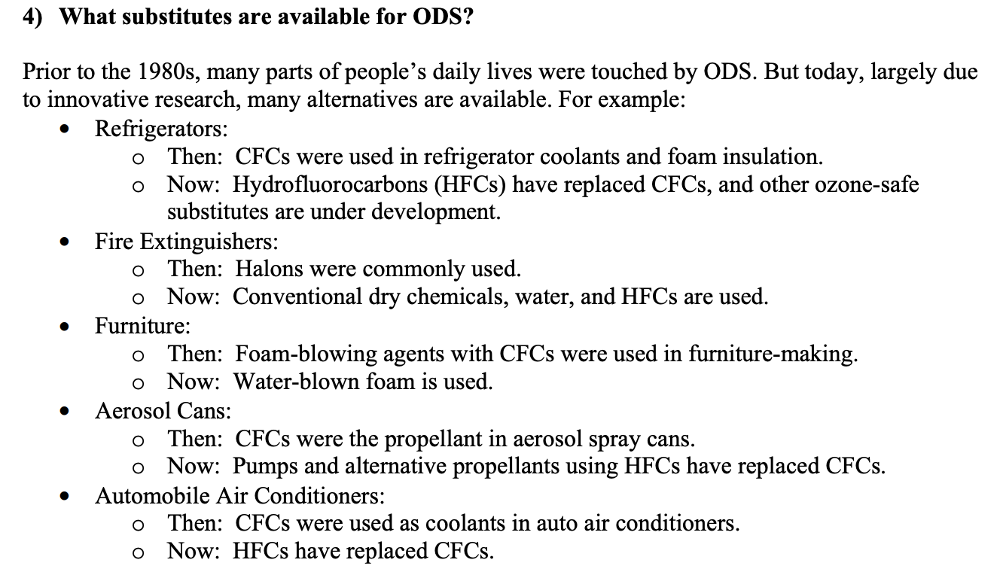 4) What substitutes are available for ODS?
Prior to the 1980s, many parts of people’s daily lives were touched by ODS. But today, largely due
to innovative research, many alternatives are available. For example:
• Refrigerators:
o Then: CFCs were used in refrigerator coolants and foam insulation.
o Now: Hydrofluorocarbons (HFCs) have replaced CFCs, and other ozone-safe
substitutes are under development.
• Fire Extinguishers:
o Then: Halons were commonly used.
o Now: Conventional dry chemicals, water, and HFCs are used.
• Furniture:
o Then: Foam-blowing agents with CFCs were used in furniture-making.
o Now: Water-blown foam is used.
• Aerosol Cans:
o Then: CFCs were the propellant in aerosol spray cans.
o Now: Pumps and alternative propellants using HFCs have replaced CFCs.
• Automobile Air Conditioners:
o Then: CFCs were used as coolants in auto air conditioners.
o Now: HFCs have replaced CFCs.